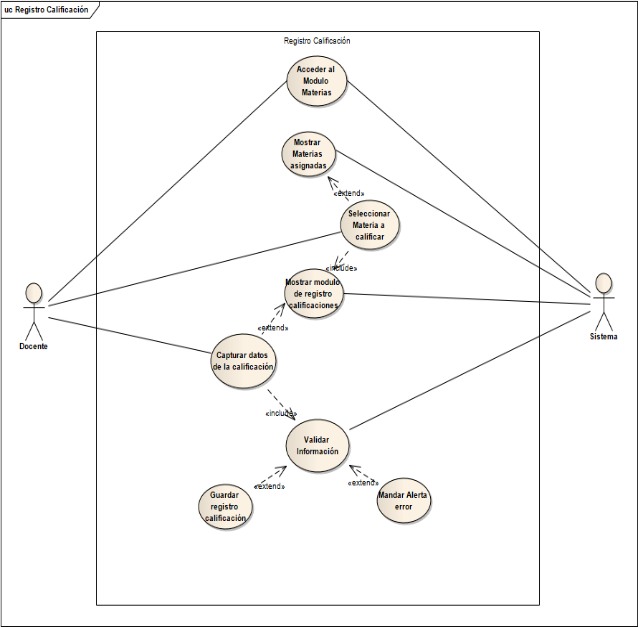 uc Registro Calificación
Registro Calificación
Acceder al
Modulo
Materias
Mostrar
Materias
asignadas
«extend»
Seleccionar
Materia a
calificar
«include»
Mostrar modulo
de registro
calificaciones
«extend»
Docente
Sistema
Capturar datos
de la calificación
«include»
Validar
Información
«extend»
«extend»
Guardar
registro
calificación
Mandar Alerta
error